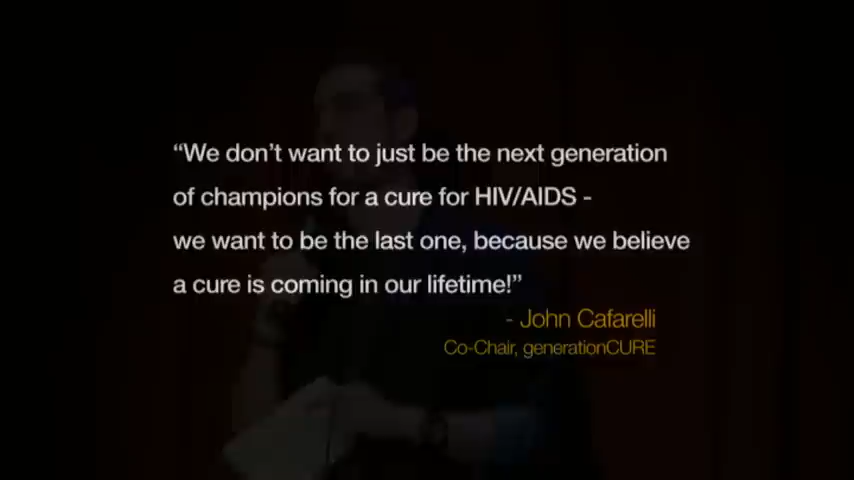 “We don’t want to just be the next generation
of champions for a cure for HIV/AIDS -
we want to be the last one, because we believe
a cure is coming in our lifetime!”
- John Cafarelli
Co-Chair, generationCURE